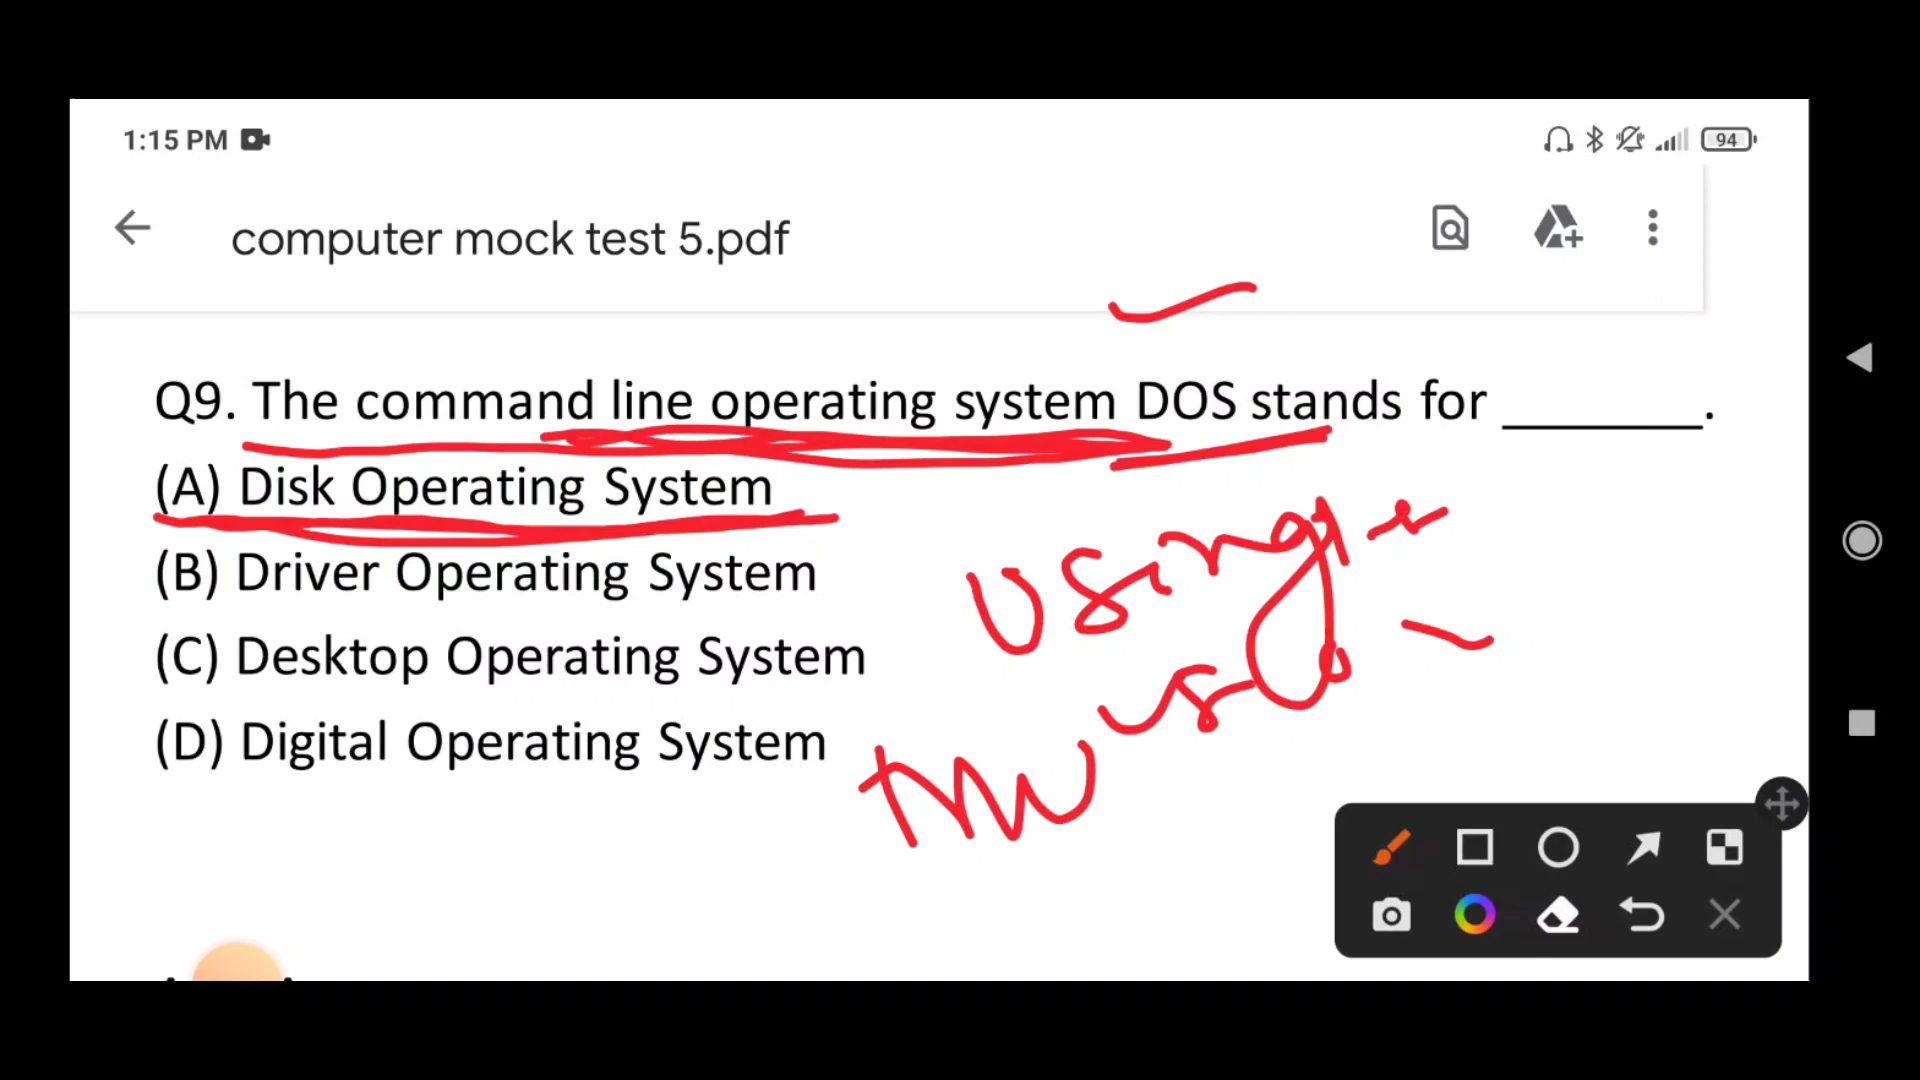 1:15 PM
94
computer mock test 5.pdf
Q9. The command line operating system DOS stands for ________.
(A) Disk Operating System
(B) Driver Operating System
(C) Desktop Operating System
(D) Digital Operating System
using